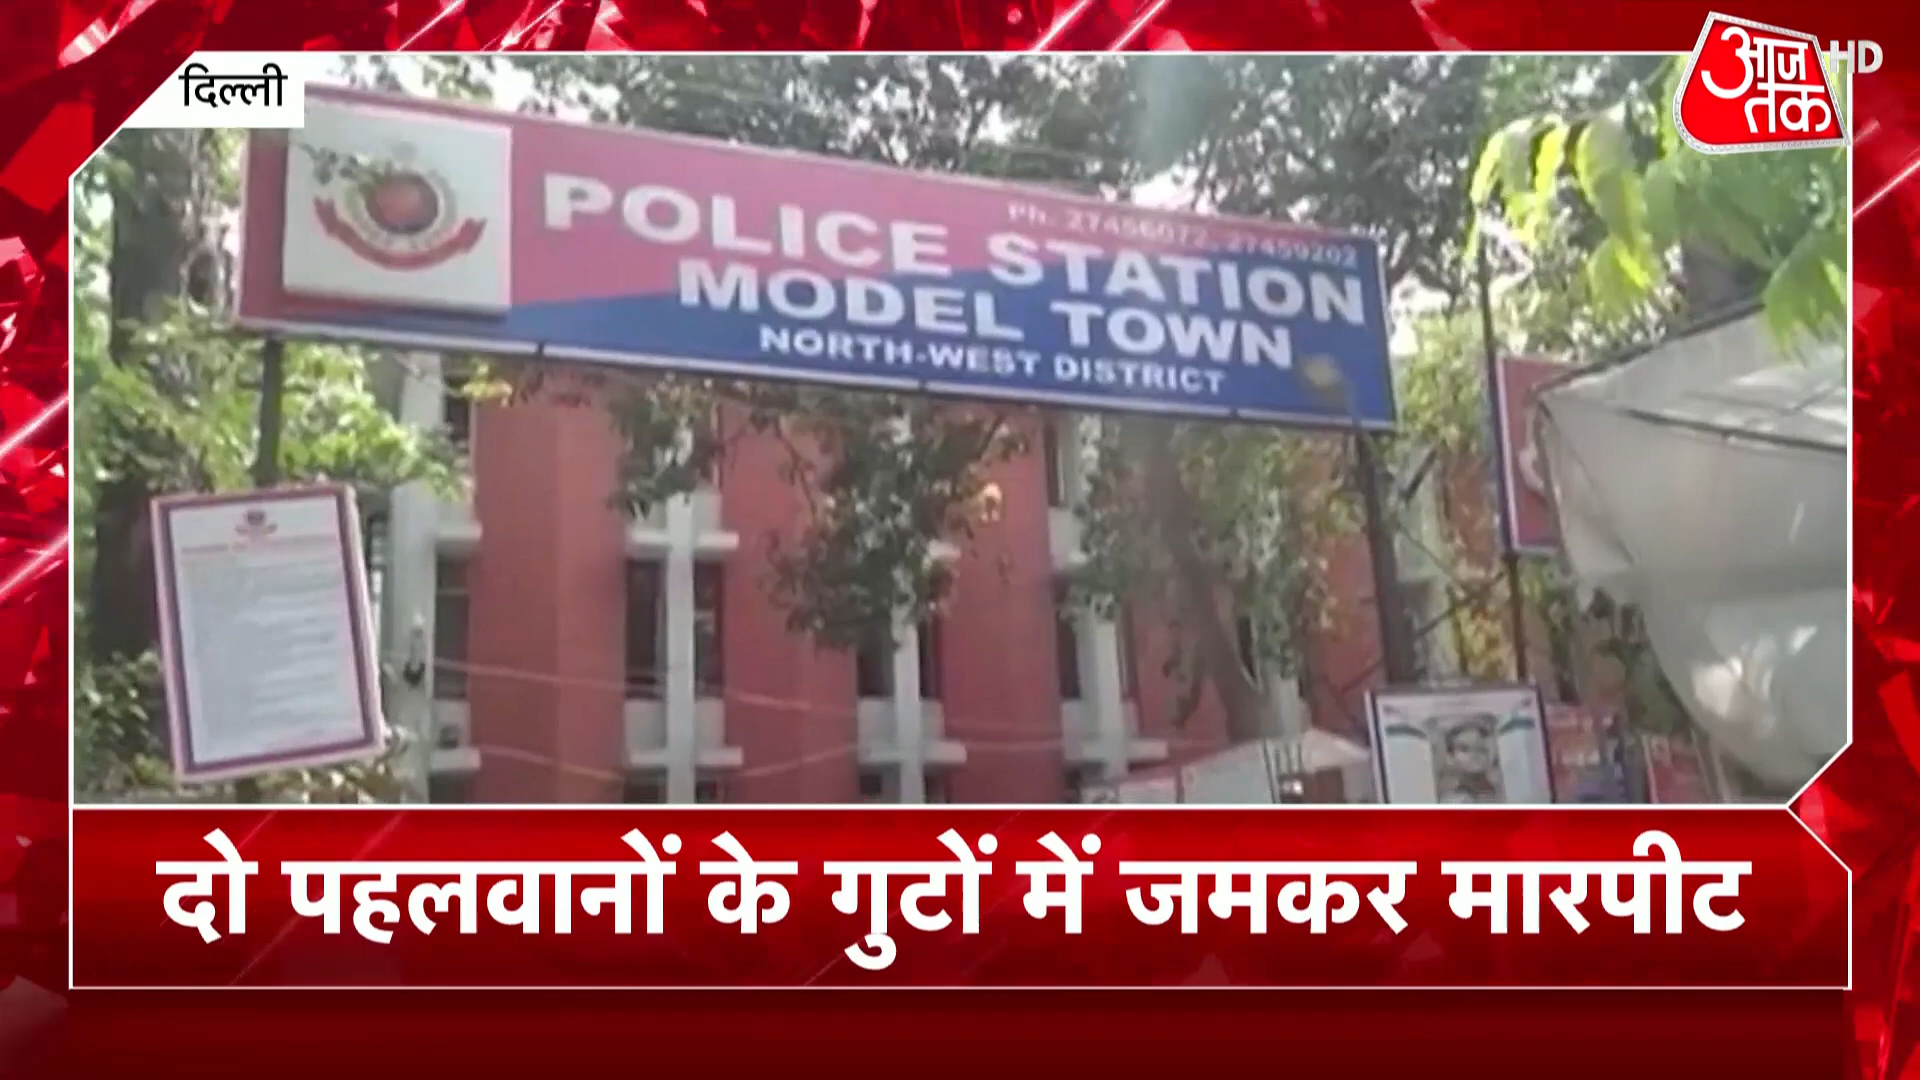 दिल्ली
आज
तक
HD
POLICE STATION
MODEL TOWN
NORTH-WEST DISTRICT
दो पहलवानों के गुटों में जमकर मारपीट